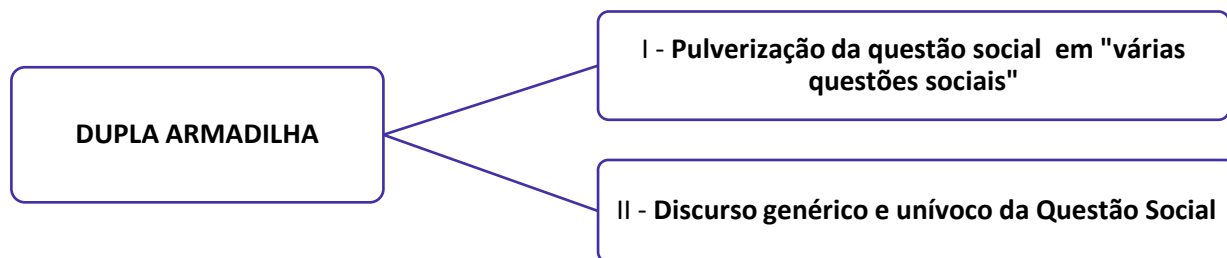 DUPLA ARMADILHA
I - Pulverização da questão social em "várias
questões sociais"
II - Discurso genérico e unívoco da Questão Social